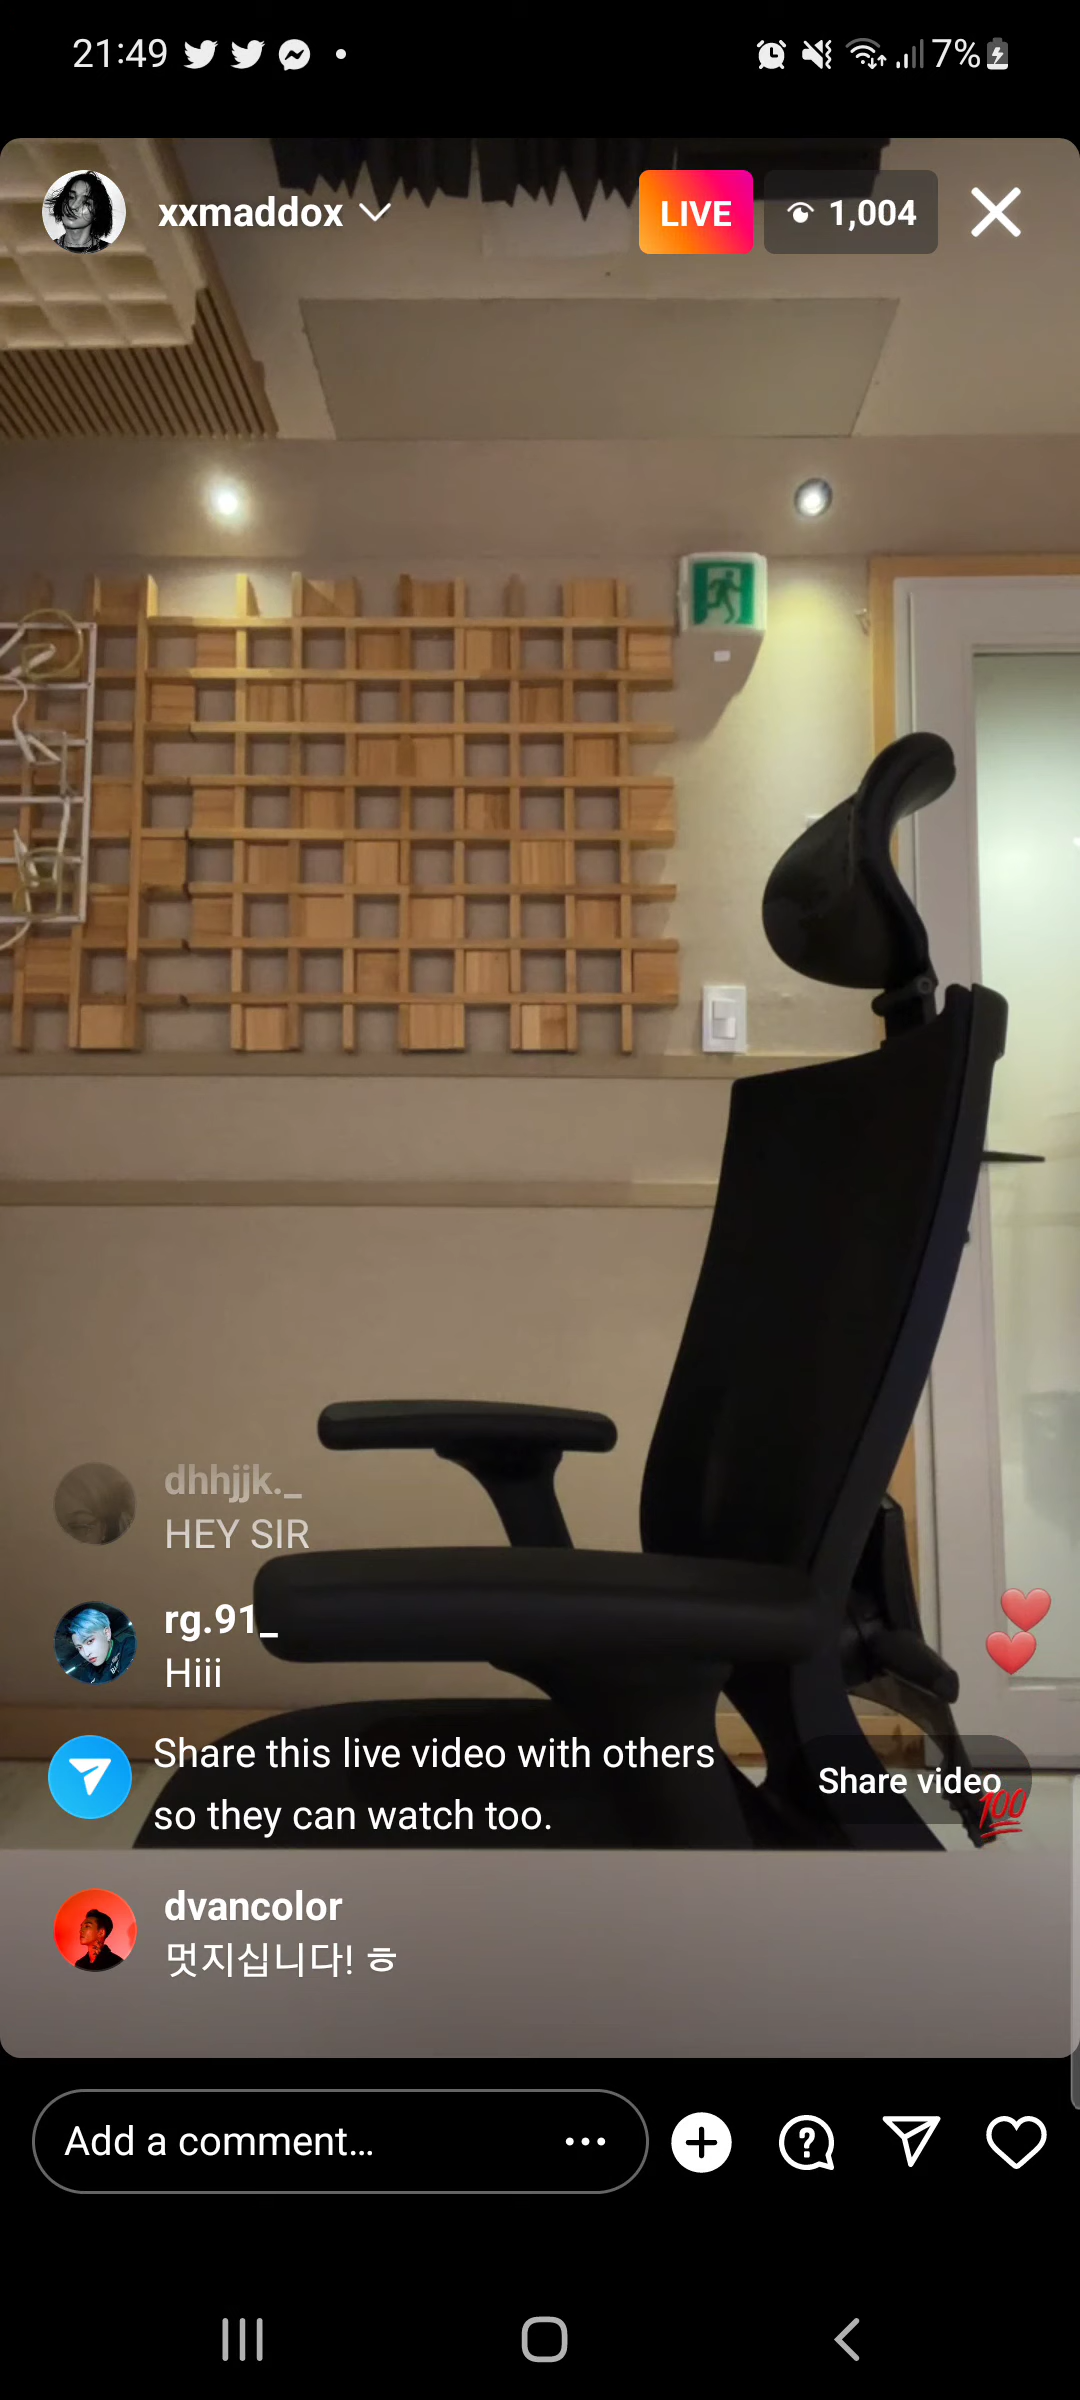 21:49
7%
xxmaddox
LIVE
1,004
dhhjjk._
HEY SIR
rg.91_
Hiii
Share this live video with others
so they can watch too.
Share video
💯
dvancolor
멋지십니다! ㅎ
Add a comment...